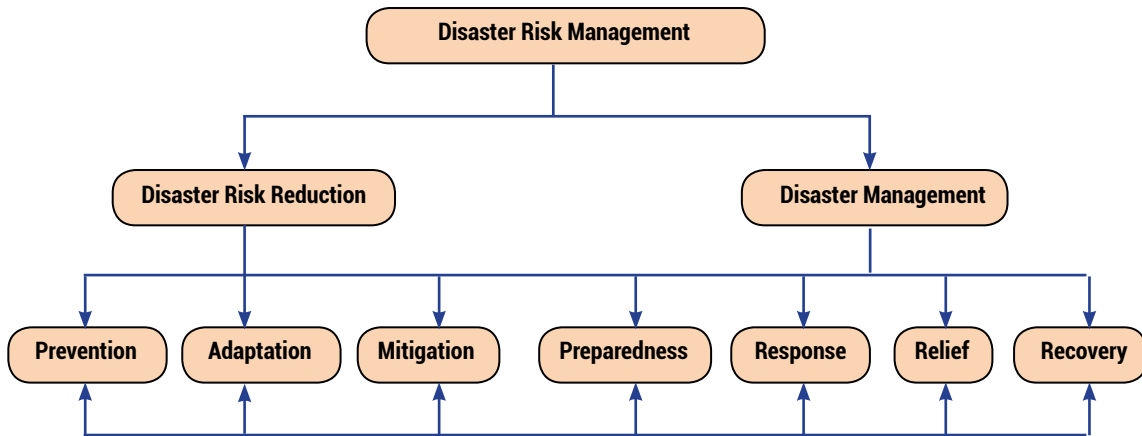 Disaster Risk Management
Disaster Risk Reduction
Disaster Management
Prevention
Adaptation
Mitigation
Preparedness
Response
Relief
Recovery